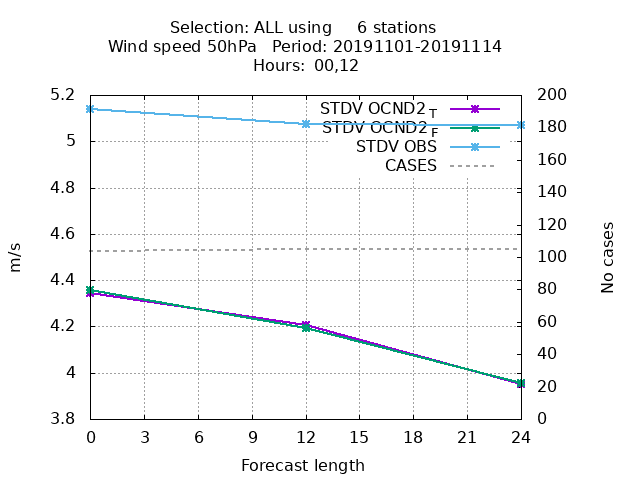 Selection: ALL using     6 stations
Wind speed 50hPa   Period: 20191101-20191114
Hours:  00,12
5.2
5
4.8
4.6
4.4
4.2
4
3.8
m/s
STDV OCND2 T
STDV OCND2 F
STDV OBS
CASES
200
180
160
140
120
100
80
60
40
20
0
No cases
0 3 6 9 12 15 18 21 24
Forecast length